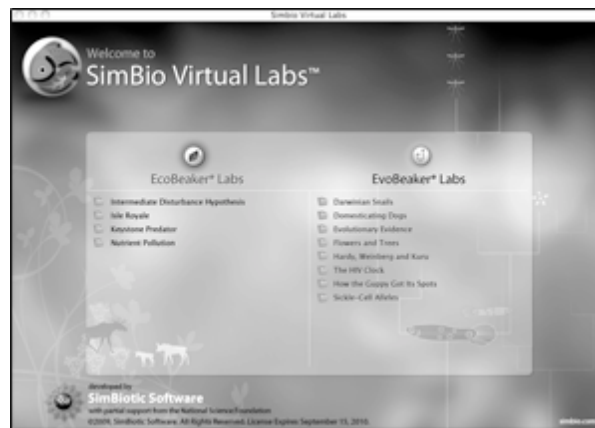 Simbio Virtual Labs
Welcome to
SimBio Virtual Labs™
EcoBeaker® Labs
Intermediate Disturbance Hypothesis
Isle Royale
Keystone Predator
Nutrient Pollution
EvoBeaker® Labs
Darwinian Snails
Domesticating Dogs
Evolutionary Evidence
Flowers and Trees
Hardy, Weinberg and Kuru
The HIV Clock
How the Guppy Got Its Spots
Sickle-Cell Alleles
developed by
SimBiotic Software
with partial support from the National Science Foundation
©2009, SimBiotic Software. All Rights Reserved. License Expires September 15, 2010.
simbio.com